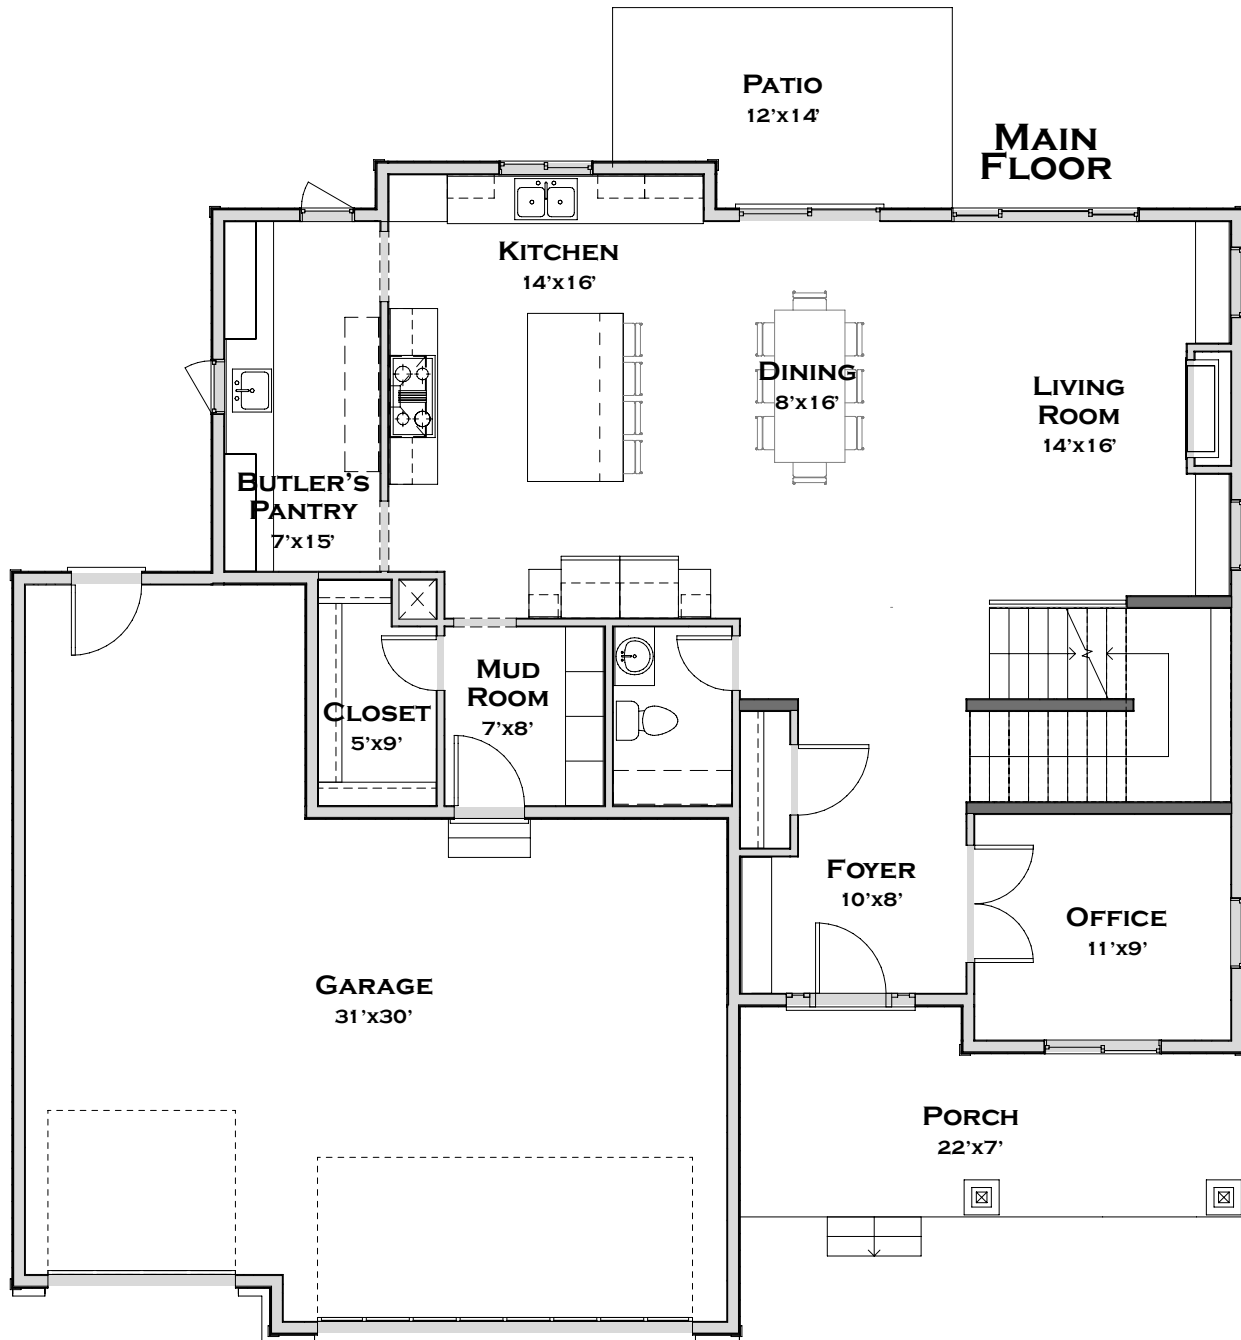 PATIO
12'x14'
MAIN
FLOOR
KITCHEN
14'x16'
DINING
8'x16'
LIVING
ROOM
14'x16'
BUTLER'S
PANTRY
7'x15'
MUD
ROOM
7'x8'
CLOSET
5'x9'
FOYER
10'x8'
OFFICE
11'x9'
GARAGE
31'x30'
PORCH
22'x7'